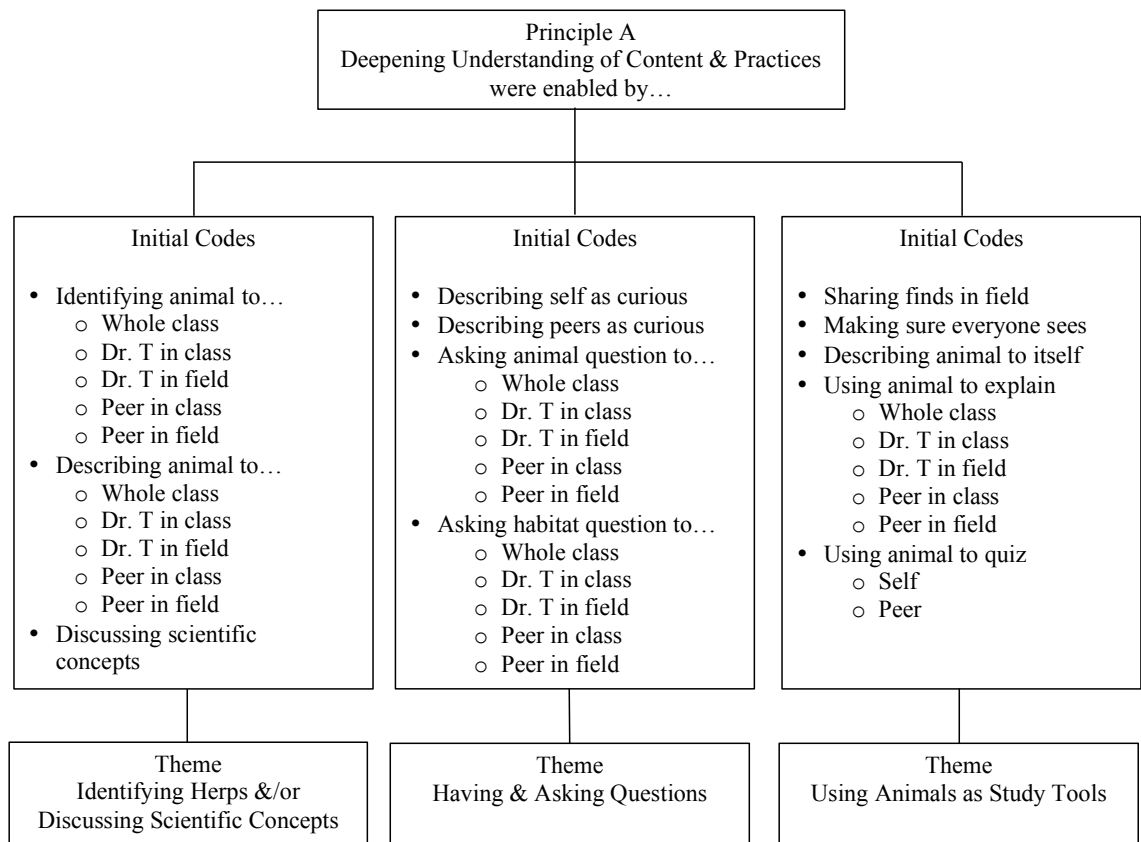 Principle A
Deepening Understanding of Content & Practices
were enabled by…
Initial Codes
• Identifying animal to…
o Whole class
o Dr. T in class
o Dr. T in field
o Peer in class
o Peer in field
• Describing animal to…
o Whole class
o Dr. T in class
o Dr. T in field
o Peer in class
o Peer in field
• Discussing scientific
concepts
Theme
Identifying Herps &/or
Discussing Scientific Concepts
Initial Codes
• Describing self as curious
• Describing peers as curious
• Asking animal question to…
o Whole class
o Dr. T in class
o Dr. T in field
o Peer in class
o Peer in field
• Asking habitat question to…
o Whole class
o Dr. T in class
o Dr. T in field
o Peer in class
o Peer in field
Theme
Having & Asking Questions
Initial Codes
• Sharing finds in field
• Making sure everyone sees
• Describing animal to itself
• Using animal to explain
o Whole class
o Dr. T in class
o Dr. T in field
o Peer in class
o Peer in field
• Using animal to quiz
o Self
o Peer
Theme
Using Animals as Study Tools